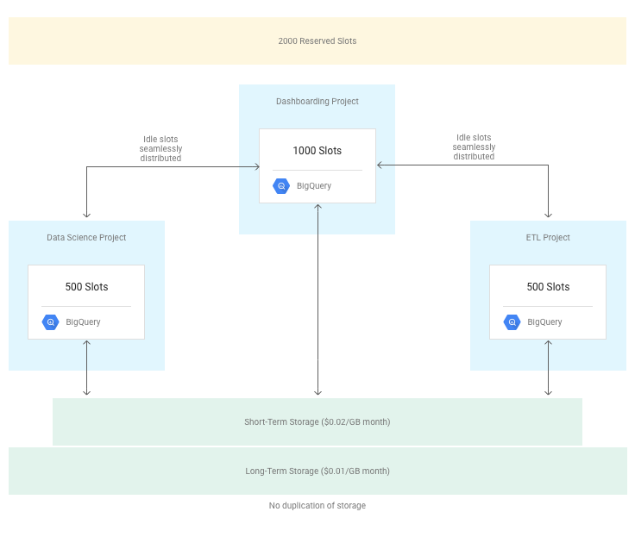 2000 Reserved Slots
Dashboarding Project
1000 Slots
BigQuery
Idle slots
seamlessly
distributed
Idle slots
seamlessly
distributed
Data Science Project
500 Slots
BigQuery
ETL Project
500 Slots
BigQuery
Short-Term Storage ($0.02/GB month)
Long-Term Storage ($0.01/GB month)
No duplication of storage